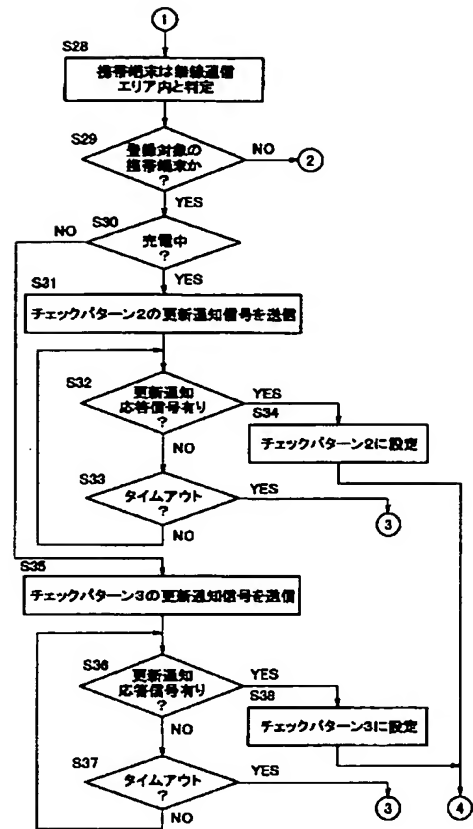 1
S28
携帯端末は無線通信
エリア内と判定
S29
登録対象の
携帯端末か
?
NO
2
YES
S30
NO
充電中
?
YES
S31
チェックパターン2の更新通知信号を送信
S32
更新通知
応答信号有り
?
YES
S34
チェックパターン2に設定
NO
S33
タイムアウト
?
YES
3
NO
S35
チェックパターン3の更新通知信号を送信
S36
更新通知
応答信号有り
?
YES
S38
チェックパターン3に設定
NO
S37
タイムアウト
?
YES
3
4
NO